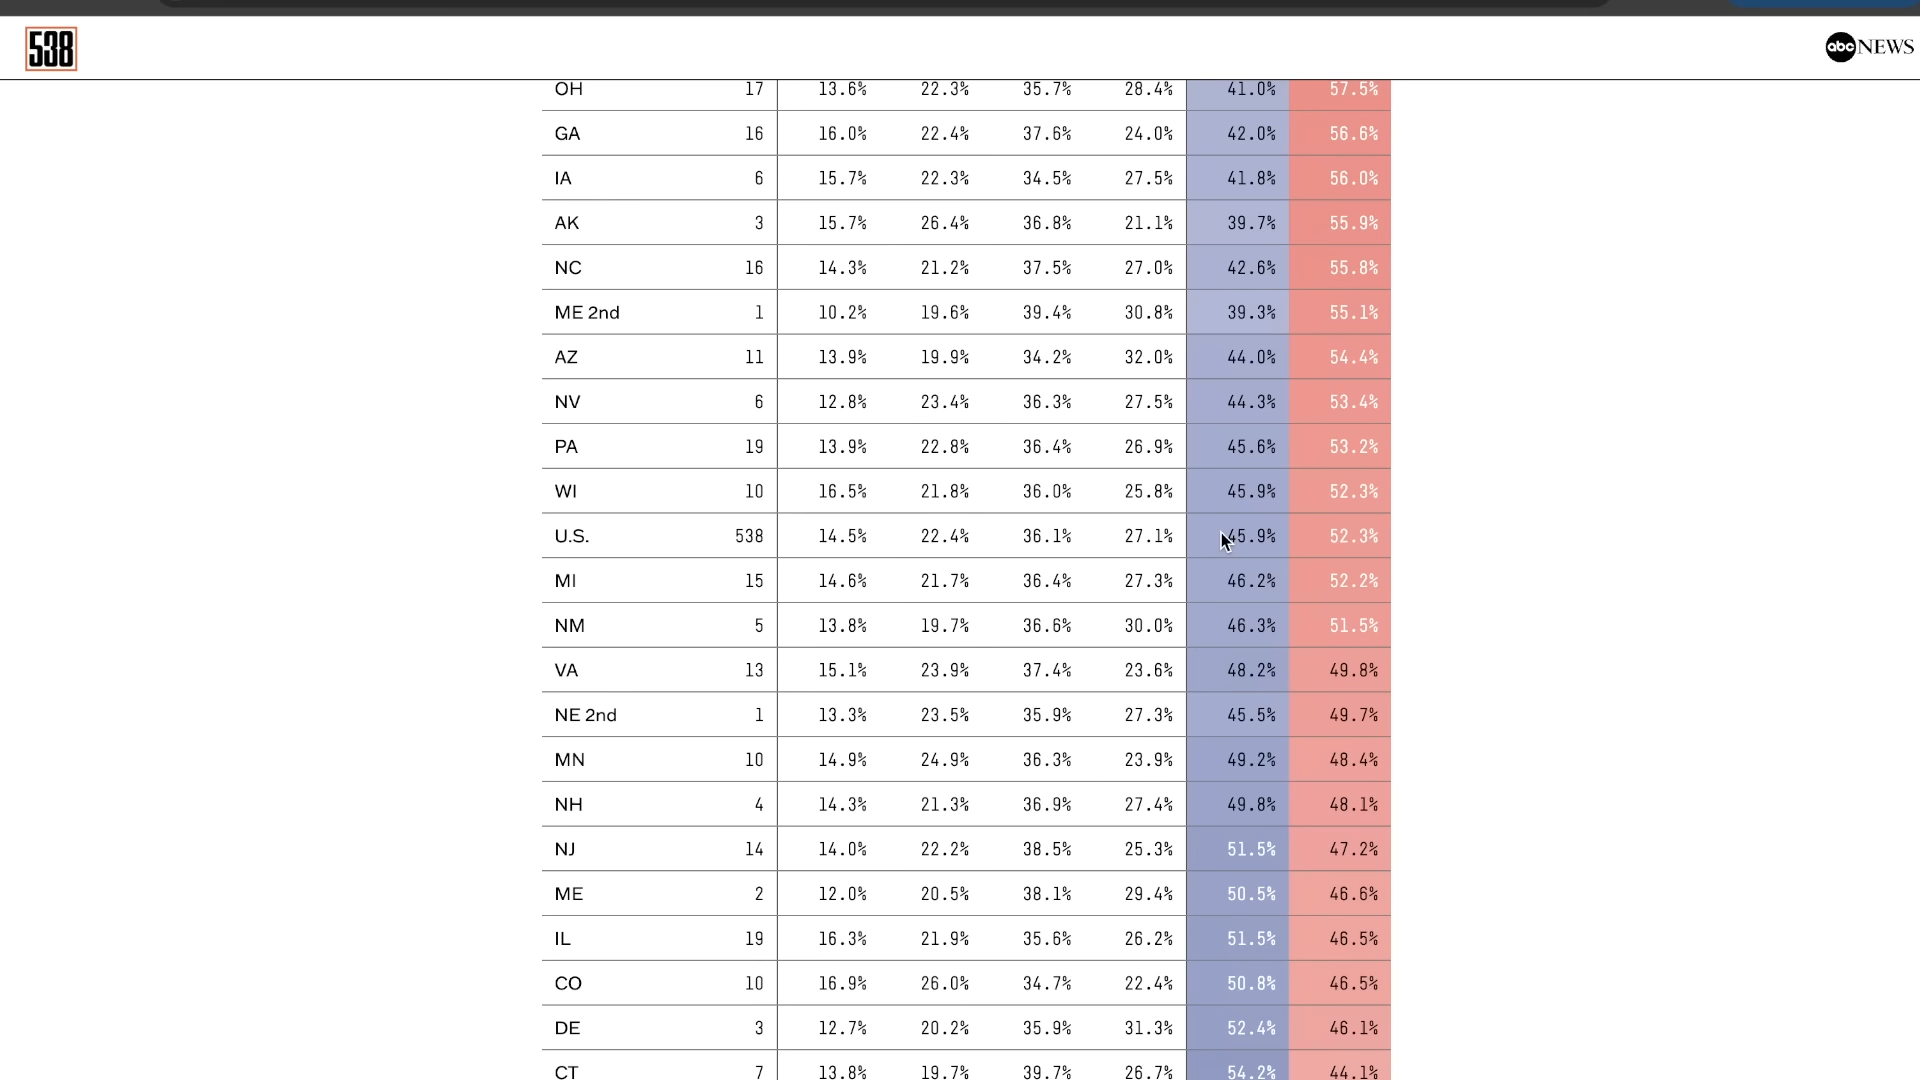 538
abc NEWS
OH 17 13.6% 22.3% 35.7% 28.4% 41.0% 57.5%
GA 16 16.0% 22.4% 37.6% 24.0% 42.0% 56.6%
IA 6 15.7% 22.3% 34.5% 27.5% 41.8% 56.0%
AK 3 15.7% 26.4% 36.8% 21.1% 39.7% 55.9%
NC 16 14.3% 21.2% 37.5% 27.0% 42.6% 55.8%
ME 2nd 1 10.2% 19.6% 39.4% 30.8% 39.3% 55.1%
AZ 11 13.9% 19.9% 34.2% 32.0% 44.0% 54.4%
NV 6 12.8% 23.4% 36.3% 27.5% 44.3% 53.4%
PA 19 13.9% 22.8% 36.4% 26.9% 45.6% 53.2%
WI 10 16.5% 21.8% 36.0% 25.8% 45.9% 52.3%
U.S. 538 14.5% 22.4% 36.1% 27.1% 45.9% 52.3%
MI 15 14.6% 21.7% 36.4% 27.3% 46.2% 52.2%
NM 5 13.8% 19.7% 36.6% 30.0% 46.3% 51.5%
VA 13 15.1% 23.9% 37.4% 23.6% 48.2% 49.8%
NE 2nd 1 13.3% 23.5% 35.9% 27.3% 45.5% 49.7%
MN 10 14.9% 24.9% 36.3% 23.9% 49.2% 48.4%
NH 4 14.3% 21.3% 36.9% 27.4% 49.8% 48.1%
NJ 14 14.0% 22.2% 38.5% 25.3% 51.5% 47.2%
ME 2 12.0% 20.5% 38.1% 29.4% 50.5% 46.6%
IL 19 16.3% 21.9% 35.6% 26.2% 51.5% 46.5%
CO 10 16.9% 26.0% 34.7% 22.4% 50.8% 46.5%
DE 3 12.7% 20.2% 35.9% 31.3% 52.4% 46.1%
CT 7 13.8% 19.7% 39.7% 26.7% 54.2% 44.1%